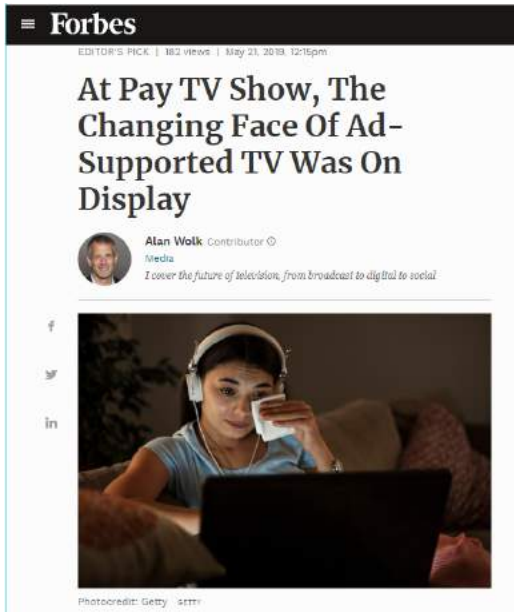 Forbes
EDITOR'S PICK | 182 views | May 21, 2019, 12:15pm
At Pay TV Show, The
Changing Face Of Ad-
Supported TV Was On
Display
Alan Wolk Contributor
Media
I cover the future of television, from broadcast to digital to social
f
in
Photocredit: Getty GETTY